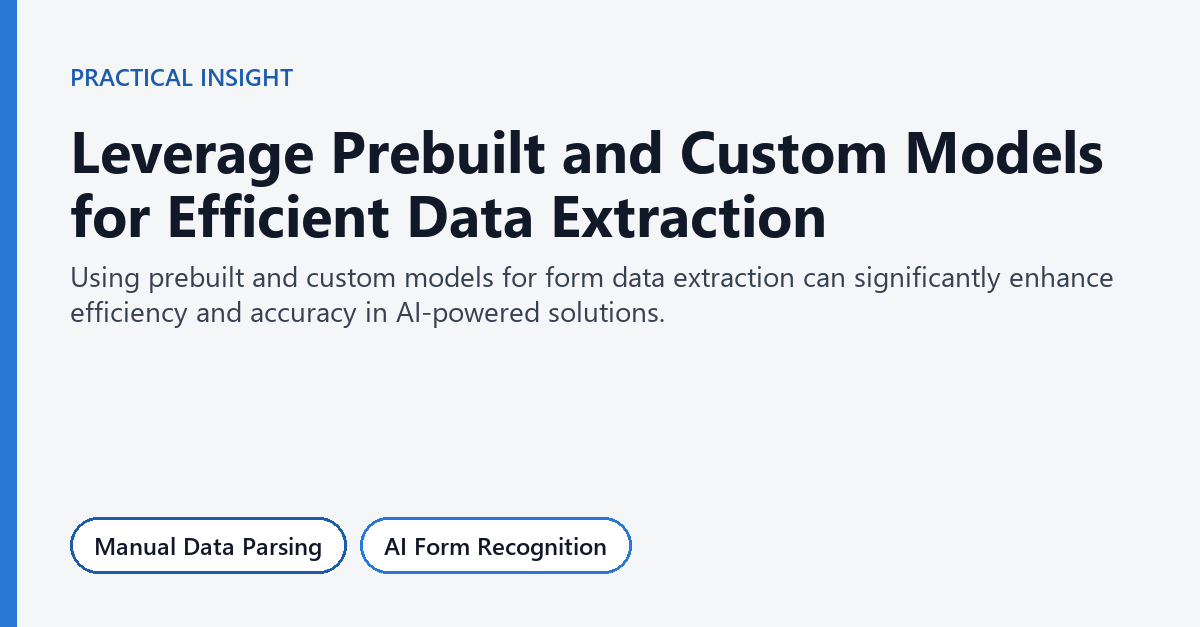 PRACTICAL INSIGHT
Leverage Prebuilt and Custom Models
for Efficient Data Extraction
Using prebuilt and custom models for form data extraction can significantly enhance
efficiency and accuracy in AI-powered solutions.
Manual Data Parsing
AI Form Recognition